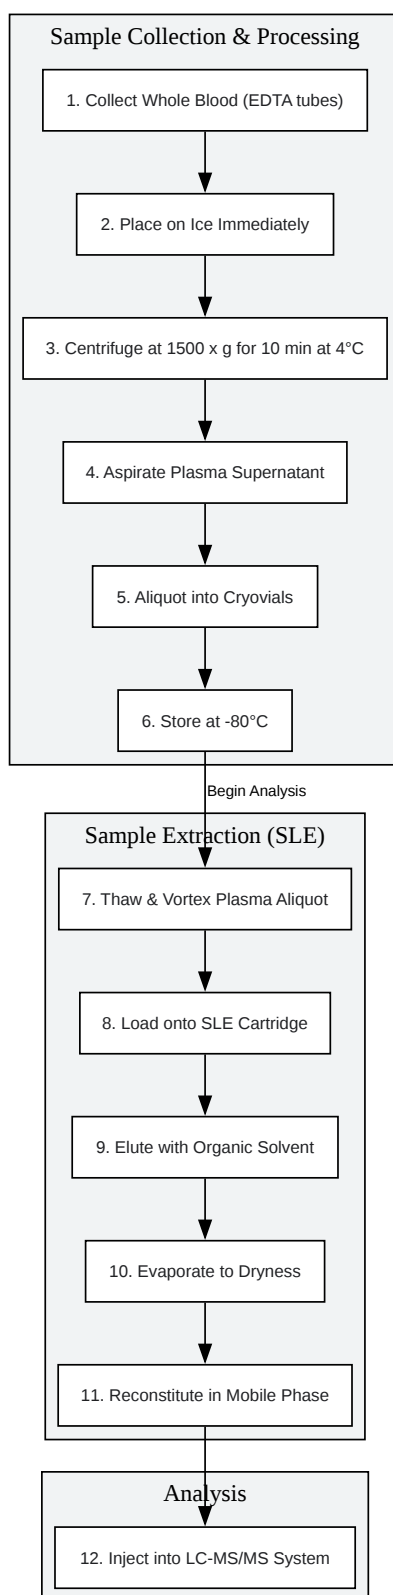 Sample Collection & Processing
1. Collect Whole Blood (EDTA tubes)
2. Place on Ice Immediately
3. Centrifuge at 1500 x g for 10 min at 4°C
4. Aspirate Plasma Supernatant
5. Aliquot into Cryovials
6. Store at -80°C
Begin Analysis
Sample Extraction (SLE)
7. Thaw & Vortex Plasma Aliquot
8. Load onto SLE Cartridge
9. Elute with Organic Solvent
10. Evaporate to Dryness
11. Reconstitute in Mobile Phase
Analysis
12. Inject into LC-MS/MS System